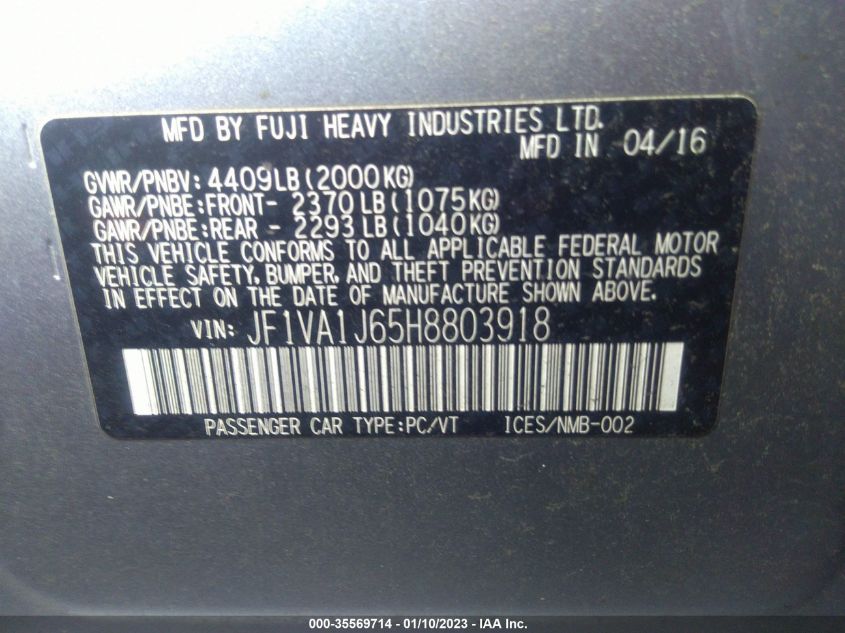 MFD BY FUJI HEAVY INDUSTRIES LTD.
MFD IN 04/16
GVWR/PNBV: 4409LB(2000KG)
GAWR/PNBE:FRONT- 2370LB(1075KG)
GAWR/PNBE:REAR - 2293LB(1040KG)
THIS VEHICLE CONFORMS TO ALL APPLICABLE FEDERAL MOTOR
VEHICLE SAFETY, BUMPER, AND THEFT PREVENTION STANDARDS
IN EFFECT ON THE DATE OF MANUFACTURE SHOWN ABOVE.
VIN: JF1VA1J65H8803918
PASSENGER CAR TYPE:PC/VT ICES/NMB-002
000-35569714 - 01/10/2023 - IAA Inc.